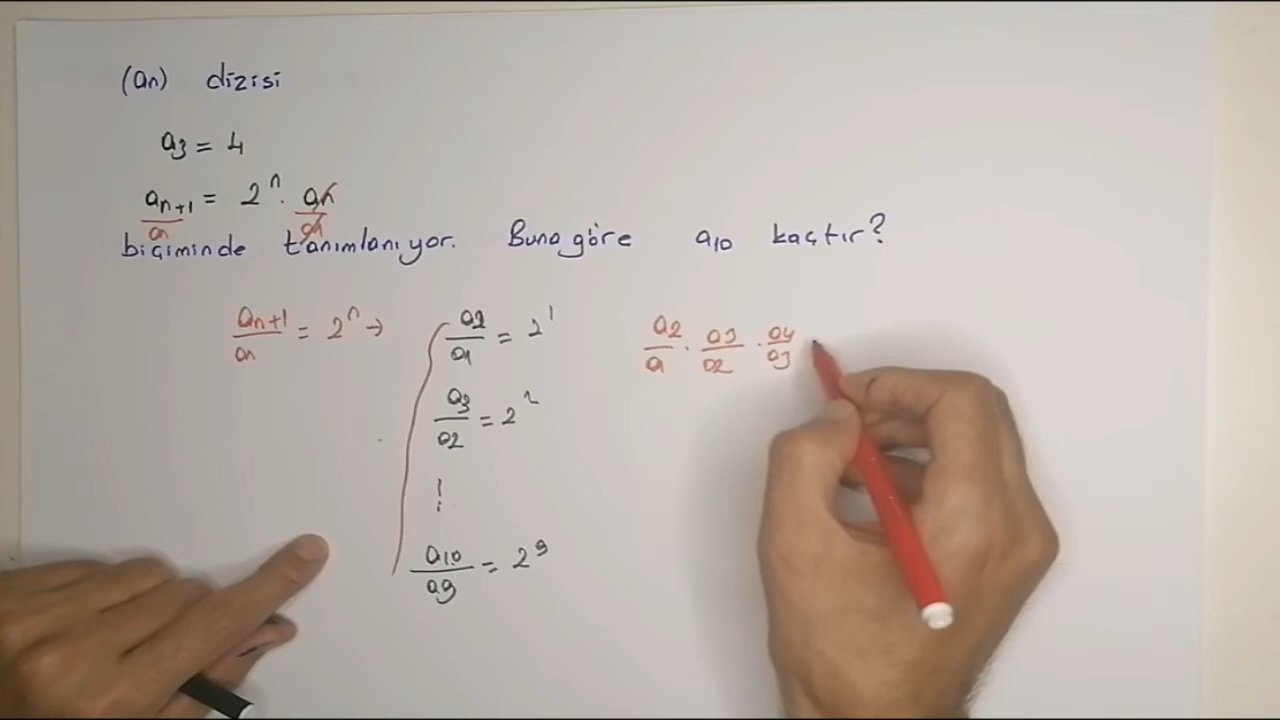 (an) dizisi
a3 = 4
an+1 / an = 2^n . an / an
biçiminde tanımlanıyor. Buna göre a10 kaçtır?
an+1 / an = 2^n →
a2 / a1 = 2^1
a3 / a2 = 2^2
⋮
a10 / a9 = 2^9
a2 / a . a3 / a2 . a4 / a3